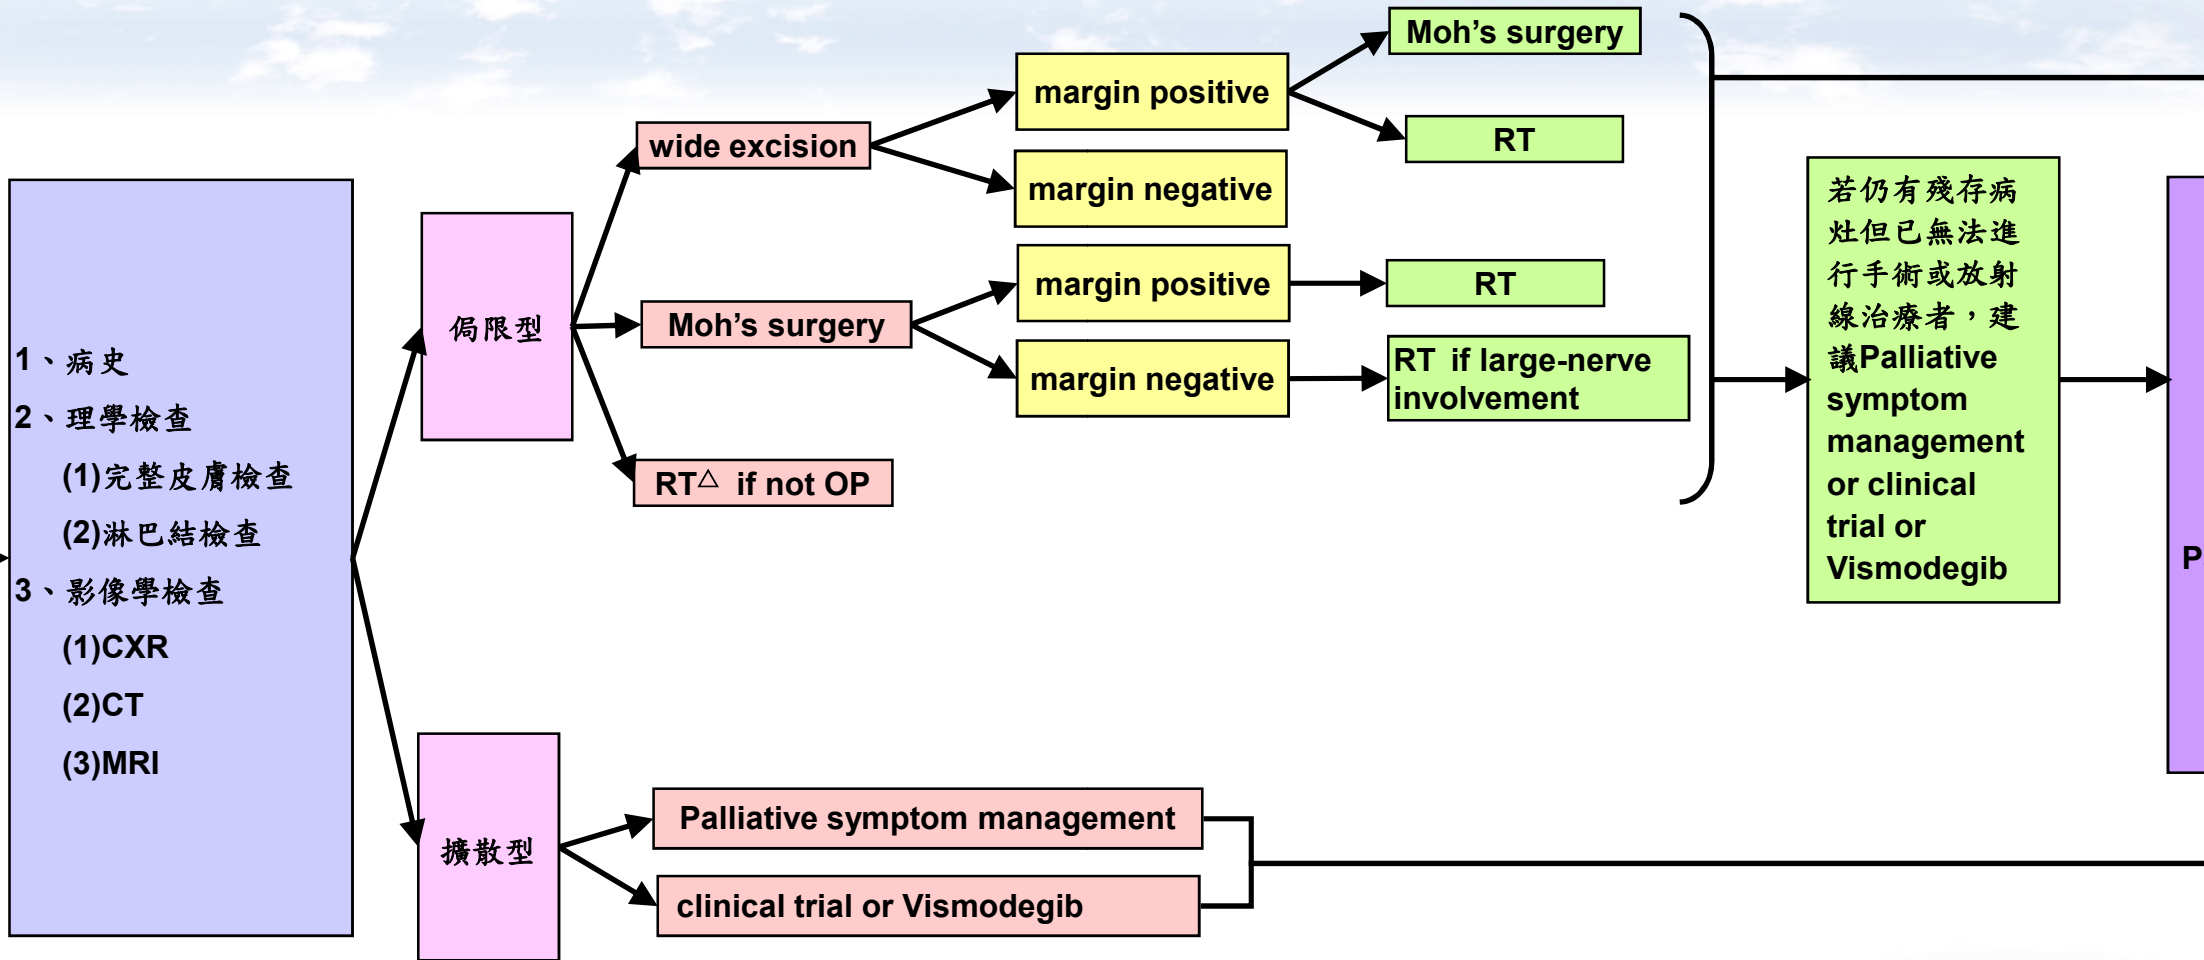 1、病史
2、理學檢查
(1)完整皮膚檢查
(2)淋巴結檢查
3、影像學檢查
(1)CXR
(2)CT
(3)MRI
侷限型
擴散型
wide excision
Moh's surgery
RT△ if not OP
margin positive
margin negative
margin positive
margin negative
Moh's surgery
RT
RT
RT if large-nerve
involvement
Palliative symptom management
clinical trial or Vismodegib
若仍有殘存病
灶但已無法進
行手術或放射
線治療者，建
議Palliative
symptom
management
or clinical
trial or
Vismodegib
P